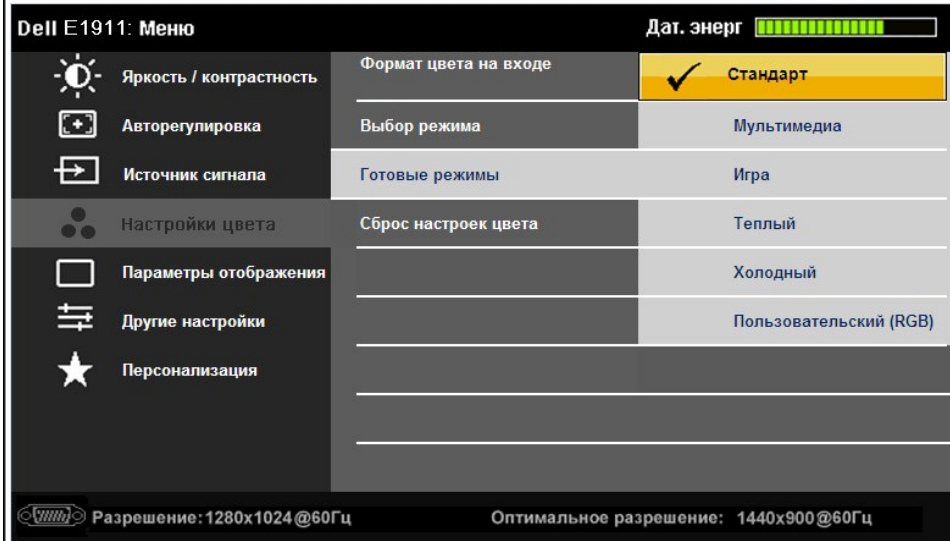 Dell E1911: Меню
Дат. энерг
Яркость / контрастность
Авторегулировка
Источник сигнала
Настройки цвета
Параметры отображения
Другие настройки
Персонализация
Формат цвета на входе
Выбор режима
Готовые режимы
Сброс настроек цвета
Стандарт
Мультимедиа
Игра
Теплый
Холодный
Пользовательский (RGB)
Разрешение:1280x1024@60Гц
Оптимальное разрешение: 1440x900@60Гц